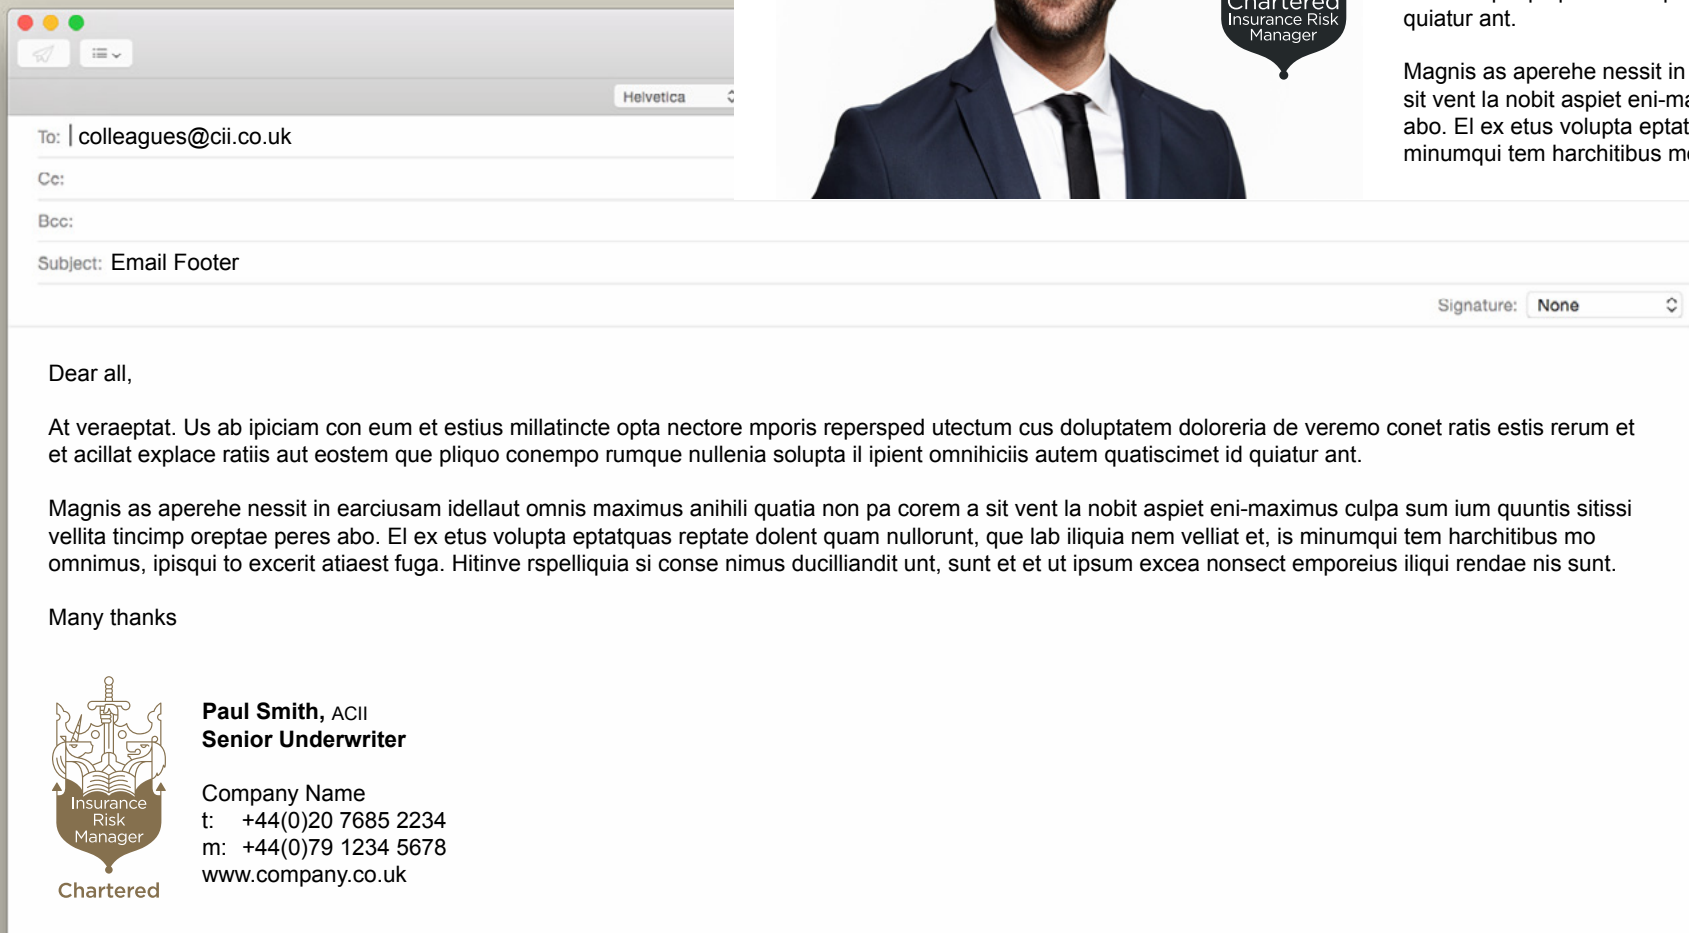 Helvetica
To: colleagues@cii.co.uk
Cc:
Bcc:
Subject: Email Footer
Signature: None
Chartered
Insurance Risk
Manager
quiatur ant.
Magnis as aperehe nessit in
sit vent la nobit aspiet eni-ma
abo. El ex etus volupta eptat
minumqui tem harchitibus mo
Dear all,
At veraeptat. Us ab ipiciam con eum et estius millatincte opta nectore mporis repersped utectum cus doluptatem doloreria de veremo conet ratis estis rerum et
et acillat explace ratiis aut eostem que pliquo conempo rumque nullenia solupta il ipient omnihiciis autem quatiscimet id quiatur ant.
Magnis as aperehe nessit in earciusam idellaut omnis maximus anihili quatia non pa corem a sit vent la nobit aspiet eni-maximus culpa sum ium quuntis sitissi
vellita tincimp oreptae peres abo. El ex etus volupta eptatquas reptate dolent quam nullorunt, que lab iliquia nem velliat et, is minumqui tem harchitibus mo
omnimus, ipisqui to excerit atiaest fuga. Hitinve rspelliquia si conse nimus ducilliandit unt, sunt et et ut ipsum excea nonsect emporeius iliqui rendae nis sunt.
Many thanks
Insurance
Risk
Manager
Chartered
Paul Smith, ACII
Senior Underwriter
Company Name
t: +44(0)20 7685 2234
m: +44(0)79 1234 5678
www.company.co.uk